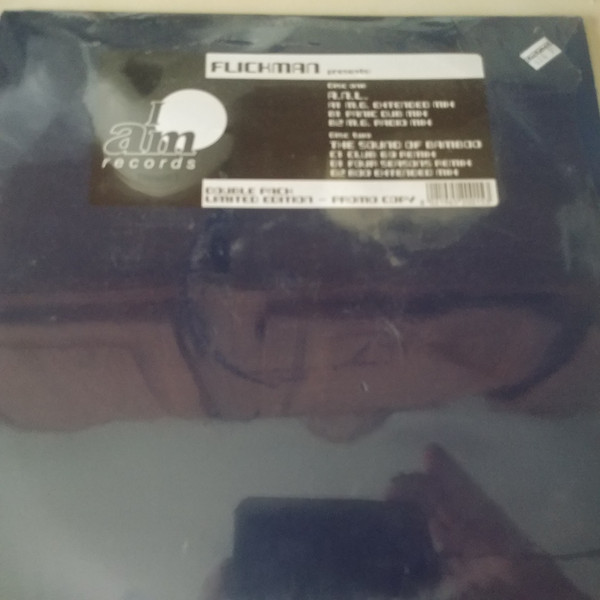 FLICKMAN presents:
I
am
records
Disc one
A1 M.G. EXTENDED MIX
B1 PANIC DUB MIX
B2 M.G. RADIO MIX
Disc two
THE SOUND OF BAMBOO
C1 CLUB 69 REMIX
D1 FOUR SEASONS REMIX
D2 EXTENDED MIX
DOUBLE PACK
LIMITED EDITION - PROMO COPY